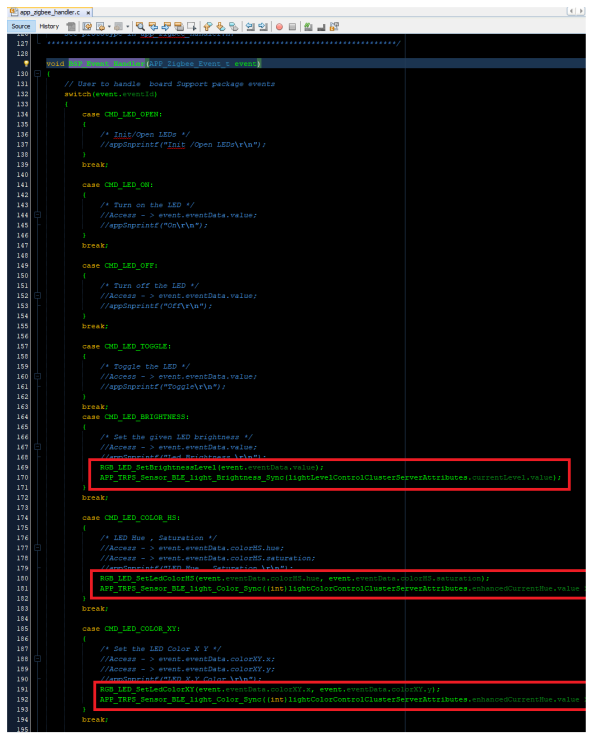 app_zigbee_handler.c
Source History
127 *******************************************************************************/
128
void BSP_Event_Handler(APP_Zigbee_Event_t event)
130 {
131 // User to handle board Support package events
132 switch(event.eventId)
133 {
134 case CMD_LED_OPEN:
135 {
136 /* Init/Open LEDs */
137 //appSnprintf("Init /Open LEDs\r\n");
138 }
139 break;
140
141 case CMD_LED_ON:
142 {
143 /* Turn on the LED */
144 //Access - > event.eventData.value;
145 //appSnprintf("On\r\n");
146 }
147 break;
148
149 case CMD_LED_OFF:
150 {
151 /* Turn off the LED */
152 //Access - > event.eventData.value;
153 //appSnprintf("Off\r\n");
154 }
155 break;
156
157 case CMD_LED_TOGGLE:
158 {
159 /* Toggle the LED */
160 //Access - > event.eventData.value;
161 //appSnprintf("Toggle\r\n");
162 }
163 break;
164 case CMD_LED_BRIGHTNESS:
165 {
166 /* Set the given LED brightness */
167 //Access - > event.eventData.value;
168 //appSnprintf("Led Brightness \r\n");
169 RGB_LED_SetBrightnessLevel(event.eventData.value);
170 APP_TRPS_Sensor_BLE_light_Brightness_Sync(lightLevelControlClusterServerAttributes.currentLevel.value);
171 }
172 break;
173
174 case CMD_LED_COLOR_HS:
175 {
176 /* LED Hue , Saturation */
177 //Access - > event.eventData.colorHS.hue;
178 //Access - > event.eventData.colorHS.saturation;
179 //appSnprintf("LED Hue Saturation \r\n");
180 RGB_LED_SetLedColorHS(event.eventData.colorHS.hue, event.eventData.colorHS.saturation);
181 APP_TRPS_Sensor_BLE_light_Color_Sync((int)lightColorControlClusterServerAttributes.enhancedCurrentHue.value
182 }
183 break;
184
185 case CMD_LED_COLOR_XY:
186 {
187 /* Set the LED Color X Y */
188 //Access - > event.eventData.colorXY.x;
189 //Access - > event.eventData.colorXY.y;
190 //appSnprintf("LED X,Y Color \r\n");
191 RGB_LED_SetLedColorXY(event.eventData.colorXY.x, event.eventData.colorXY.y);
192 APP_TRPS_Sensor_BLE_light_Color_Sync((int)lightColorControlClusterServerAttributes.enhancedCurrentHue.value
193 }
194 break;
195